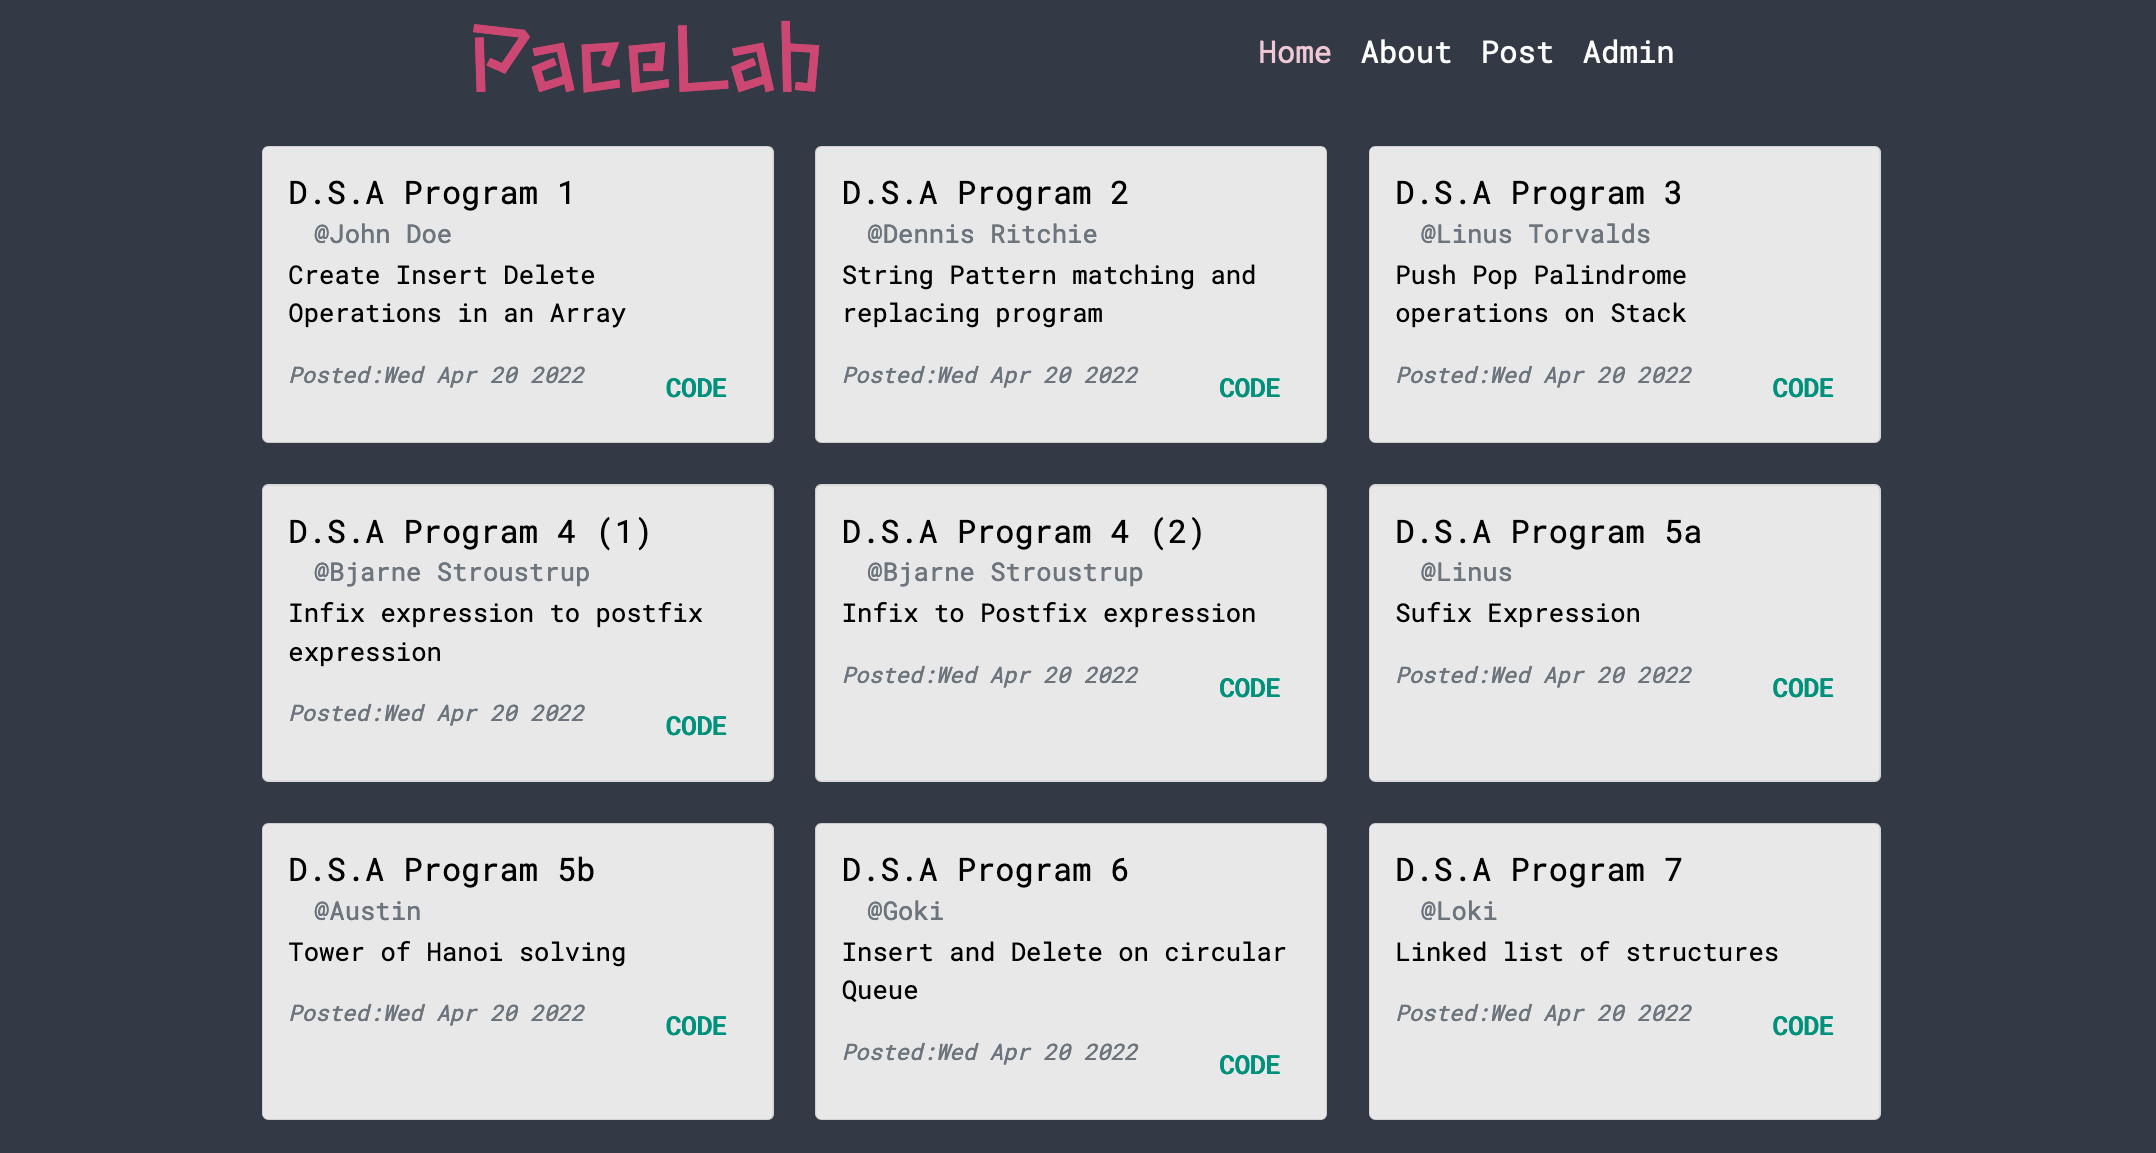 PaceLab
Home About Post Admin
D.S.A Program 1
@John Doe
Create Insert Delete
Operations in an Array
Posted:Wed Apr 20 2022
CODE
D.S.A Program 2
@Dennis Ritchie
String Pattern matching and
replacing program
Posted:Wed Apr 20 2022
CODE
D.S.A Program 3
@Linus Torvalds
Push Pop Palindrome
operations on Stack
Posted:Wed Apr 20 2022
CODE
D.S.A Program 4 (1)
@Bjarne Stroustrup
Infix expression to postfix
expression
Posted:Wed Apr 20 2022
CODE
D.S.A Program 4 (2)
@Bjarne Stroustrup
Infix to Postfix expression
Posted:Wed Apr 20 2022
CODE
D.S.A Program 5a
@Linus
Sufix Expression
Posted:Wed Apr 20 2022
CODE
D.S.A Program 5b
@Austin
Tower of Hanoi solving
Posted:Wed Apr 20 2022
CODE
D.S.A Program 6
@Goki
Insert and Delete on circular
Queue
Posted:Wed Apr 20 2022
CODE
D.S.A Program 7
@Loki
Linked list of structures
Posted:Wed Apr 20 2022
CODE